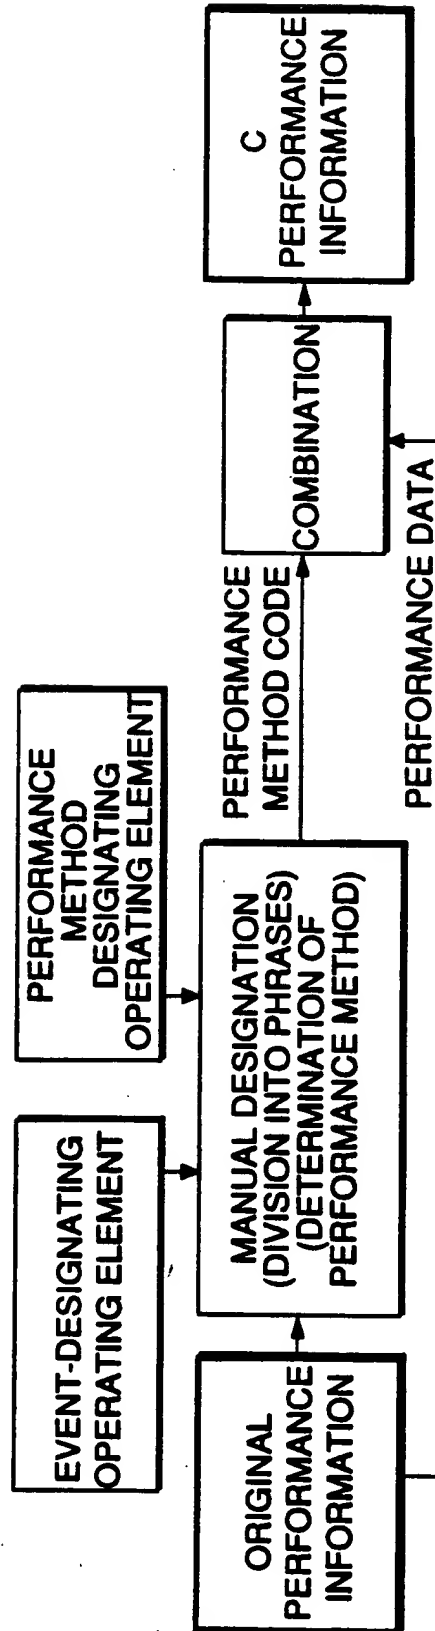 EVENT-DESIGNATING
OPERATING ELEMENT
PERFORMANCE
METHOD
DESIGNATING
OPERATING ELEMENT
ORIGINAL
PERFORMANCE
INFORMATION
MANUAL DESIGNATION
(DIVISION INTO PHRASES)
(DETERMINATION OF
PERFORMANCE METHOD)
PERFORMANCE
METHOD CODE
COMBINATION
C
PERFORMANCE
INFORMATION
PERFORMANCE DATA